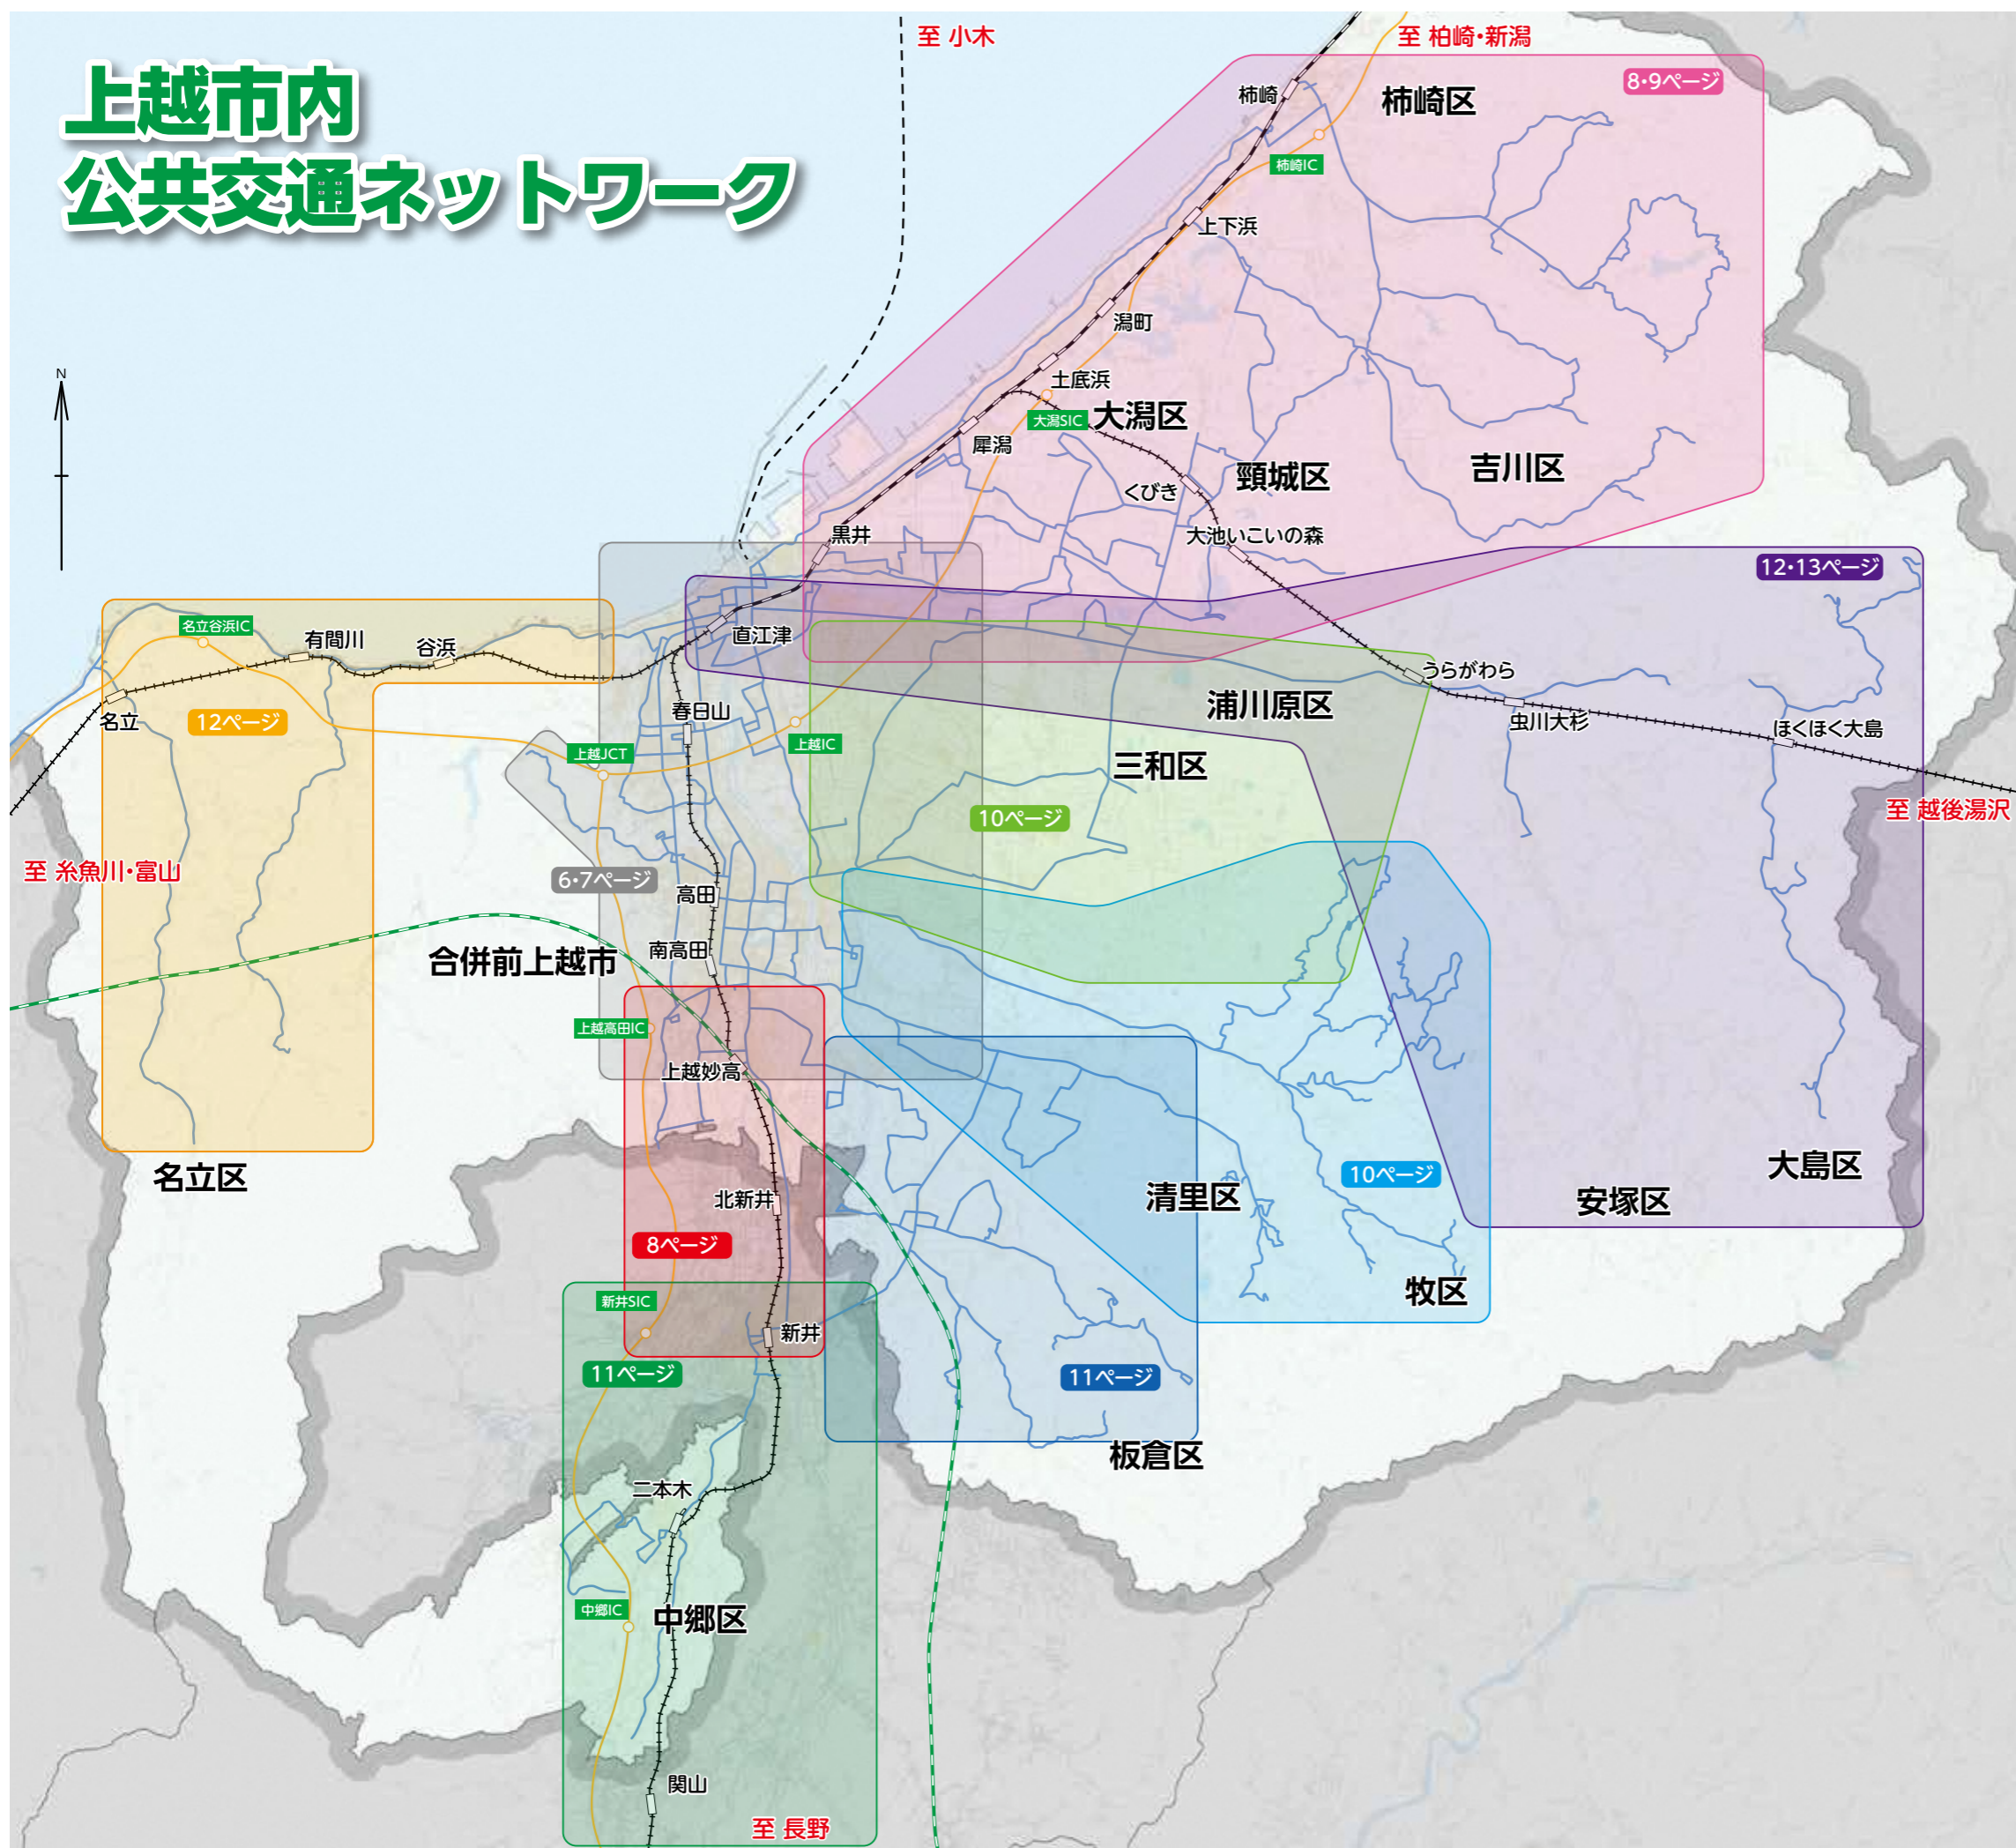 上越市内
公共交通ネットワーク
至 小木
至 柏崎・新潟
8・9ページ
柿崎
柿崎区
柿崎IC
上下浜
潟町
土底浜
大潟SIC
大潟区
犀潟
N
くびき
頸城区
吉川区
黒井
大池いこいの森
12・13ページ
名立谷浜IC
有間川
谷浜
直江津
うらがわら
浦川原区
名立
12ページ
春日山
上越JCT
上越IC
虫川大杉
ほくほく大島
三和区
至 越後湯沢
10ページ
至 糸魚川・富山
6・7ページ
高田
南高田
合併前上越市
上越高田IC
上越妙高
名立区
大島区
10ページ
清里区
安塚区
北新井
8ページ
牧区
新井SIC
新井
11ページ
11ページ
板倉区
二本木
中郷IC
中郷区
関山
至 長野